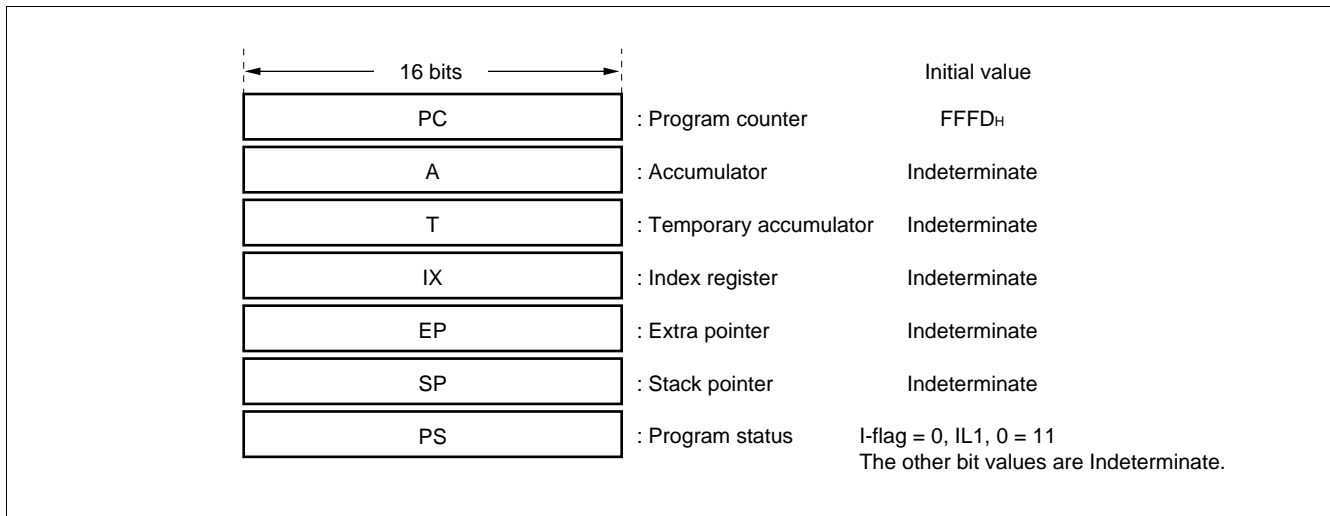 16 bits Initial value
PC : Program counter FFFDH
A : Accumulator Indeterminate
T : Temporary accumulator Indeterminate
IX : Index register Indeterminate
EP : Extra pointer Indeterminate
SP : Stack pointer Indeterminate
PS : Program status I-flag = 0, IL1, 0 = 11
The other bit values are Indeterminate.